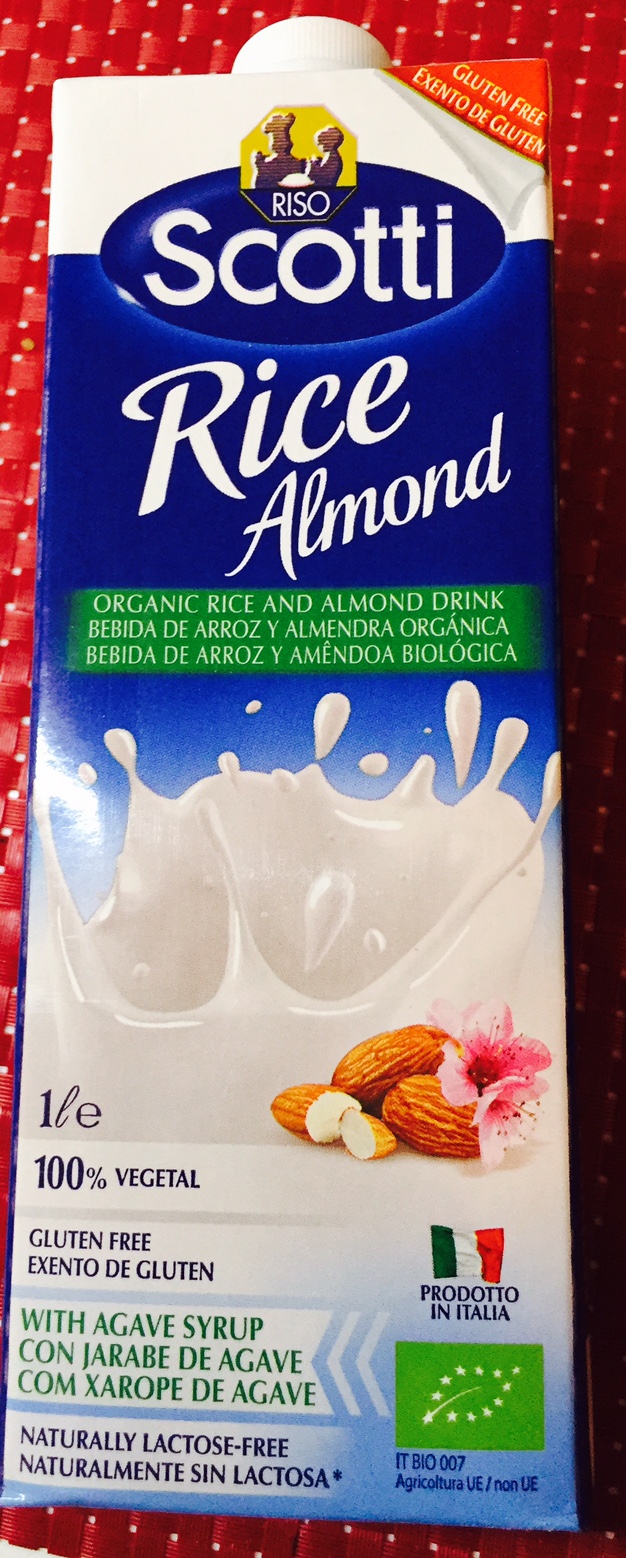 GLUTEN FREE
EXENTO DE GLUTEN
RISO
Scotti
Rice
Almond
ORGANIC RICE AND ALMOND DRINK
BEBIDA DE ARROZ Y ALMENDRA ORGÁNICA
BEBIDA DE ARROZ Y AMÊNDOA BIOLÓGICA
1 l e
100% VEGETAL
GLUTEN FREE
EXENTO DE GLUTEN
PRODOTTO
IN ITALIA
WITH AGAVE SYRUP
CON JARABE DE AGAVE
COM XAROPE DE AGAVE
NATURALLY LACTOSE-FREE
NATURALMENTE SIN LACTOSA*
IT BIO 007
Agricoltura UE / non UE